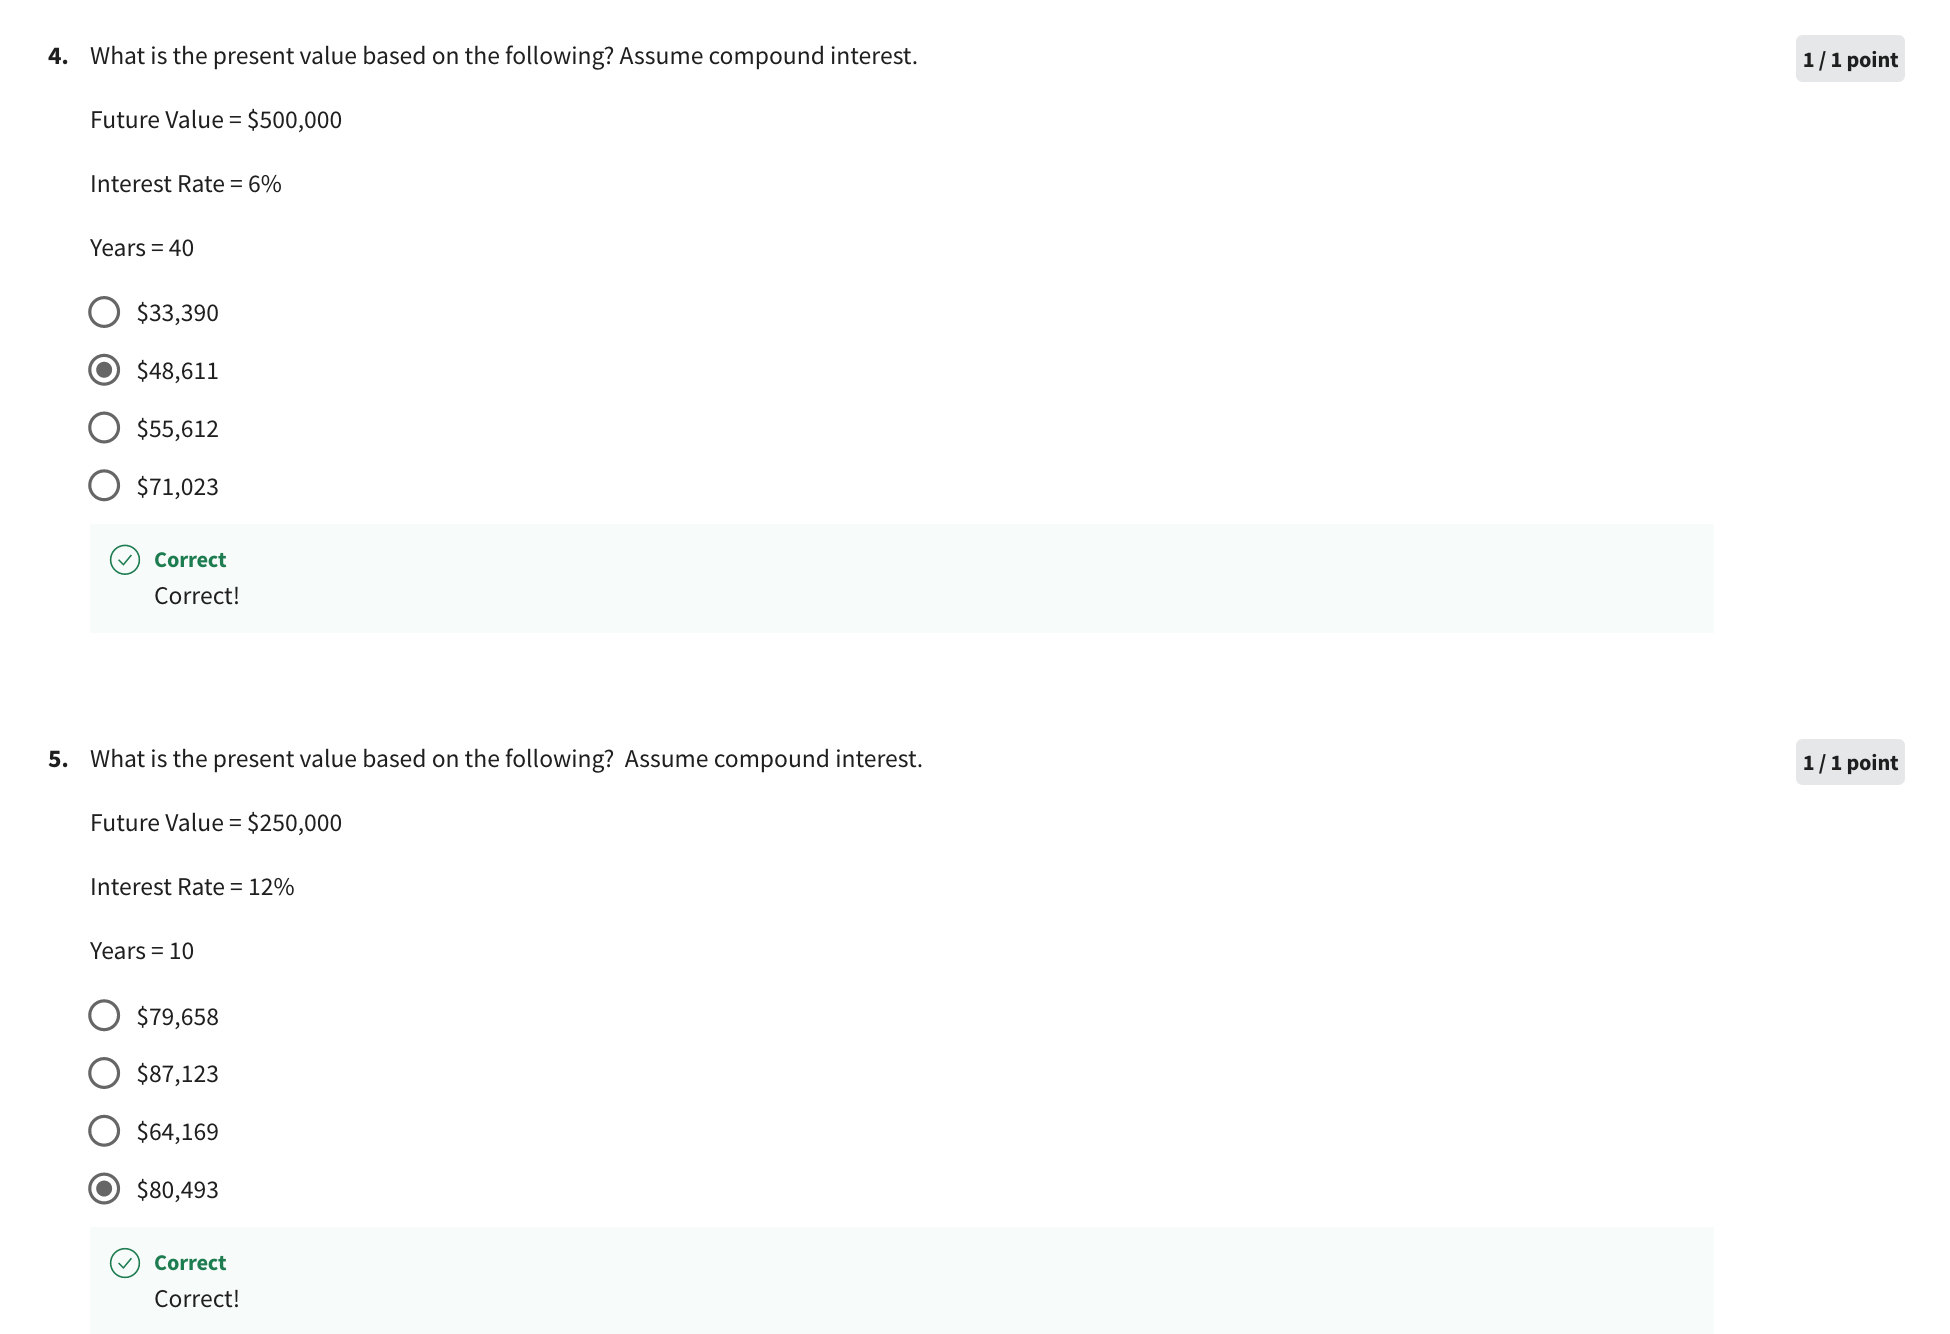 4. What is the present value based on the following? Assume compound interest.
1 / 1 point
Future Value = $500,000
Interest Rate = 6%
Years = 40
$33,390
$48,611
$55,612
$71,023
Correct
Correct!
5. What is the present value based on the following?  Assume compound interest.
1 / 1 point
Future Value = $250,000
Interest Rate = 12%
Years = 10
$79,658
$87,123
$64,169
$80,493
Correct
Correct!